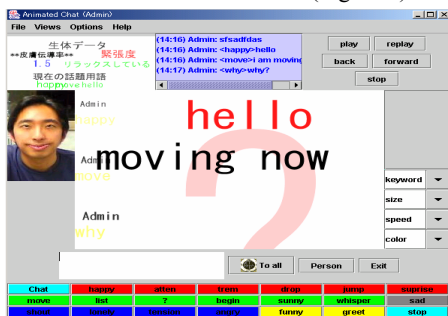 Animated Chat (Admin)
File Views Options Help
生体データ
**皮膚伝導率** 緊張度
1.5 リラックスしている
現在の話題用語
happy
(14:16) Admin: sfsadfdas
(14:16) Admin: <happy>hello
(14:16) Admin: <move>i am moving
(14:17) Admin: <why>why?
play replay
back forward
stop
Admin
happy
hello
Admin
move
moving now
?
Admin
why
keyword
size
speed
color
To all Person Exit
Chat happy atten trem drop jump suprise
move list ? begin sunny whisper sad
shout lonely tension angry funny greet stop